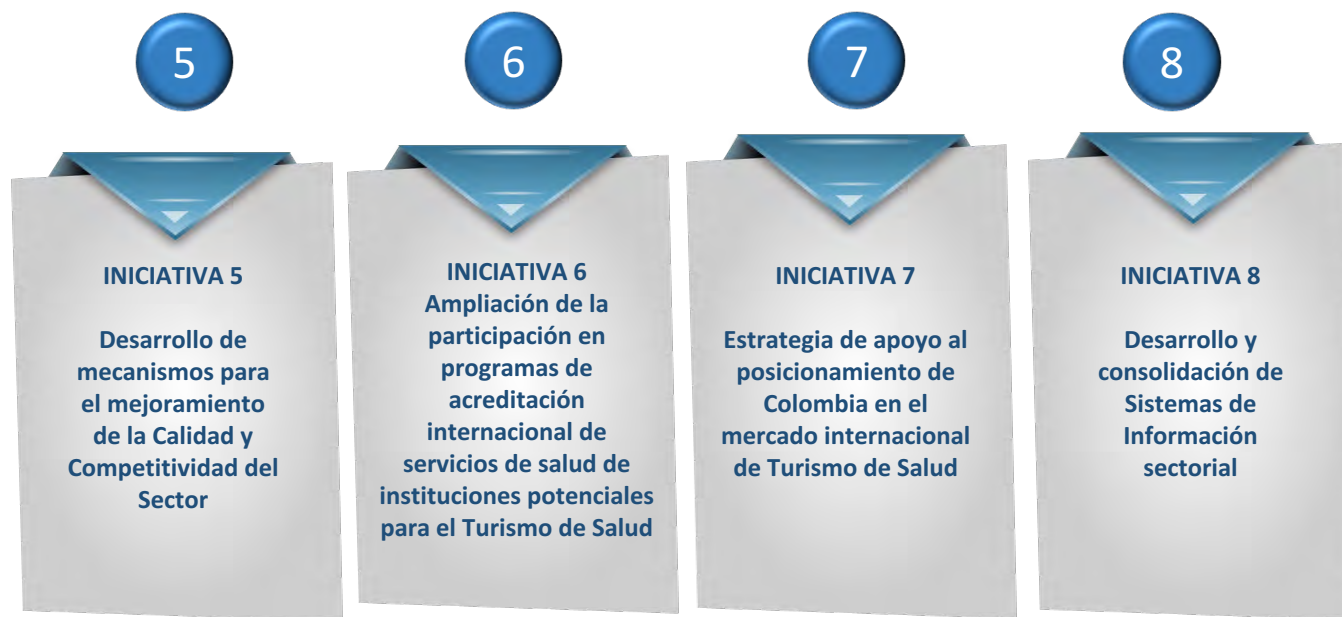 5
INICIATIVA 5
Desarrollo de
mecanismos para
el mejoramiento
de la Calidad y
Competitividad del
Sector
6
INICIATIVA 6
Ampliación de la
participación en
programas de
acreditación
internacional de
servicios de salud de
instituciones potenciales
para el Turismo de Salud
7
INICIATIVA 7
Estrategia de apoyo al
posicionamiento de
Colombia en el
mercado internacional
de Turismo de Salud
8
INICIATIVA 8
Desarrollo y
consolidación de
Sistemas de
Información
sectorial